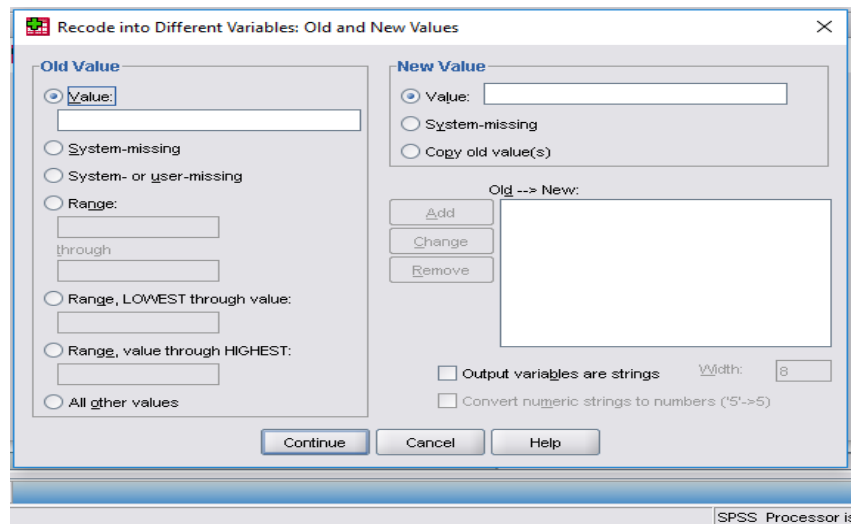 Recode into Different Variables: Old and New Values
Old Value
Value:
System-missing
System- or user-missing
Range:
through
Range, LOWEST through value:
Range, value through HIGHEST:
All other values
New Value
Value:
System-missing
Copy old value(s)
Old --> New:
Add
Change
Remove
Output variables are strings Width: 8
Convert numeric strings to numbers ('5'->5)
Continue Cancel Help
SPSS Processor is